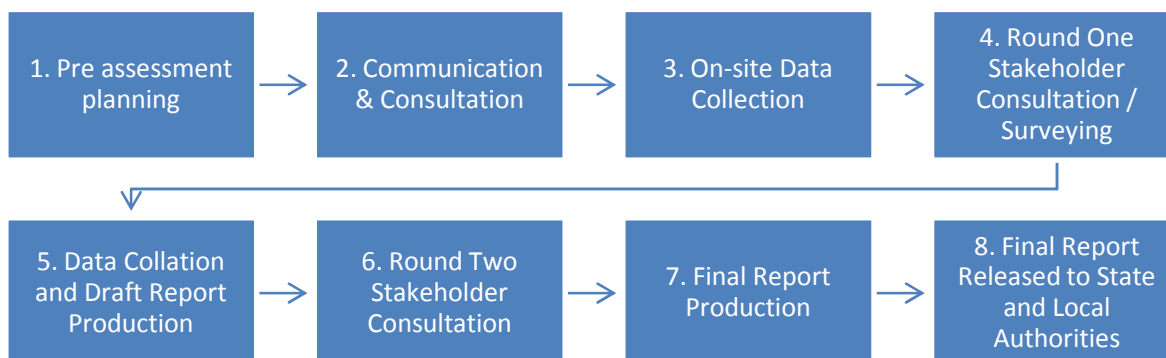 1. Pre assessment
planning
2. Communication
& Consultation
3. On-site Data
Collection
4. Round One
Stakeholder
Consultation /
Surveying
5. Data Collation
and Draft Report
Production
6. Round Two
Stakeholder
Consultation
7. Final Report
Production
8. Final Report
Released to State
and Local
Authorities